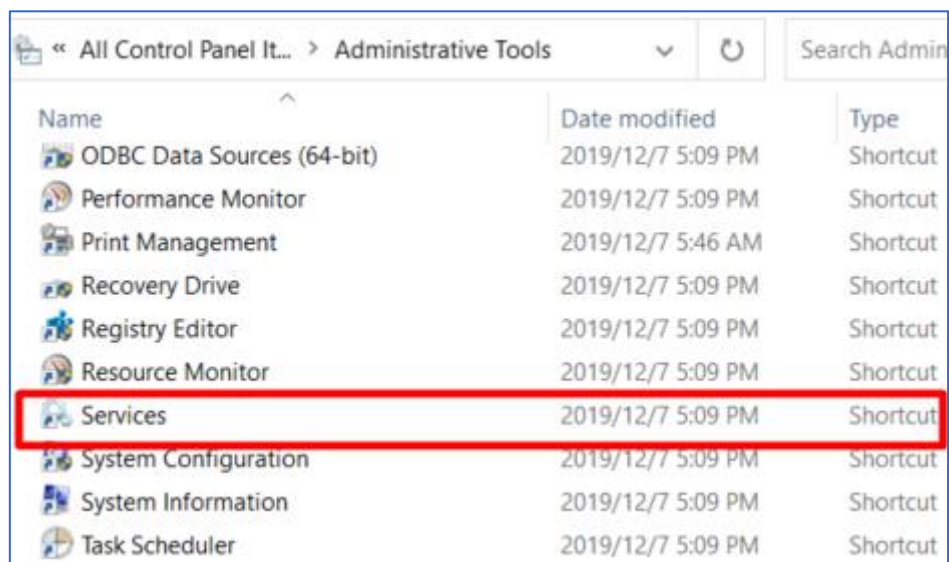 « All Control Panel It... > Administrative Tools Search Admin
Name Date modified Type
ODBC Data Sources (64-bit) 2019/12/7 5:09 PM Shortcut
Performance Monitor 2019/12/7 5:09 PM Shortcut
Print Management 2019/12/7 5:46 AM Shortcut
Recovery Drive 2019/12/7 5:09 PM Shortcut
Registry Editor 2019/12/7 5:09 PM Shortcut
Resource Monitor 2019/12/7 5:09 PM Shortcut
Services 2019/12/7 5:09 PM Shortcut
System Configuration 2019/12/7 5:09 PM Shortcut
System Information 2019/12/7 5:09 PM Shortcut
Task Scheduler 2019/12/7 5:09 PM Shortcut